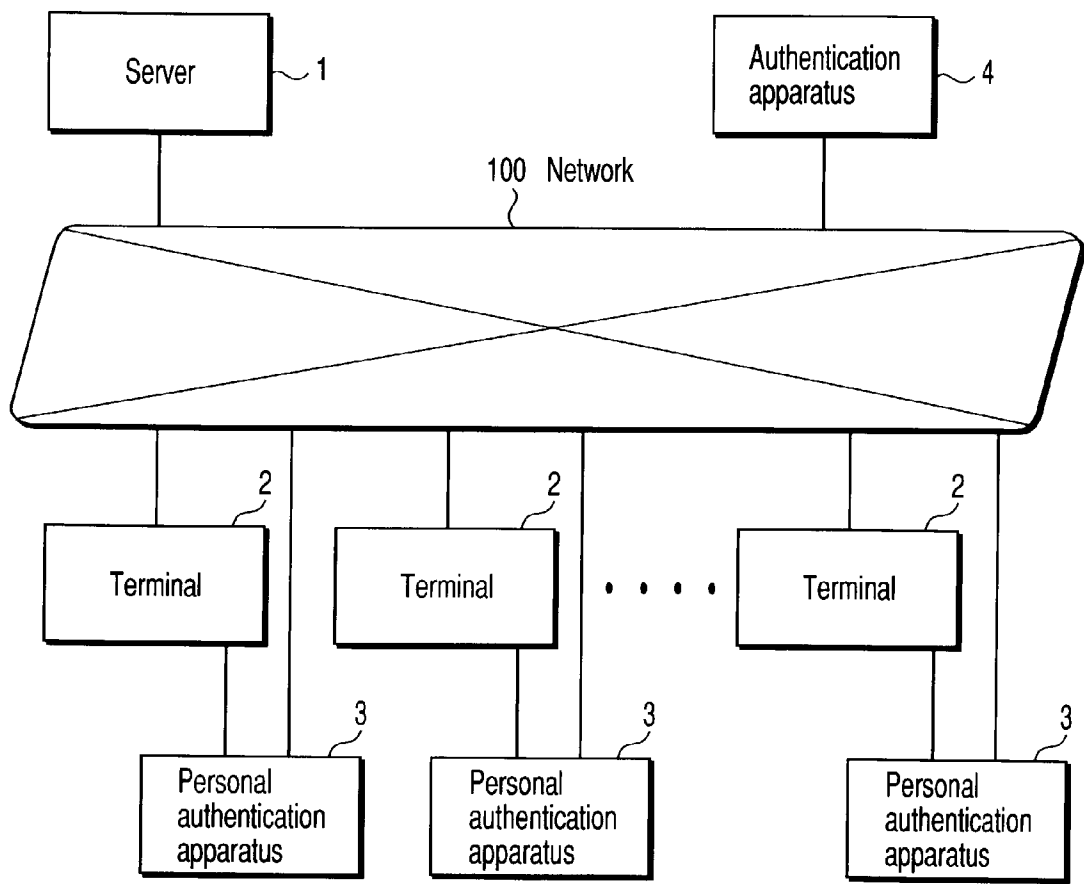 Server
1
Authentication
apparatus
4
100 Network
2
2
2
Terminal
Terminal
Terminal
3
3
3
Personal
authentication
apparatus
Personal
authentication
apparatus
Personal
authentication
apparatus